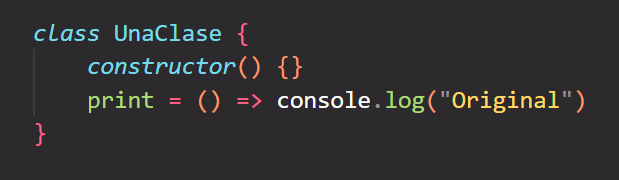 class UnaClase {
    constructor() {}
    print = () => console.log("Original")
}